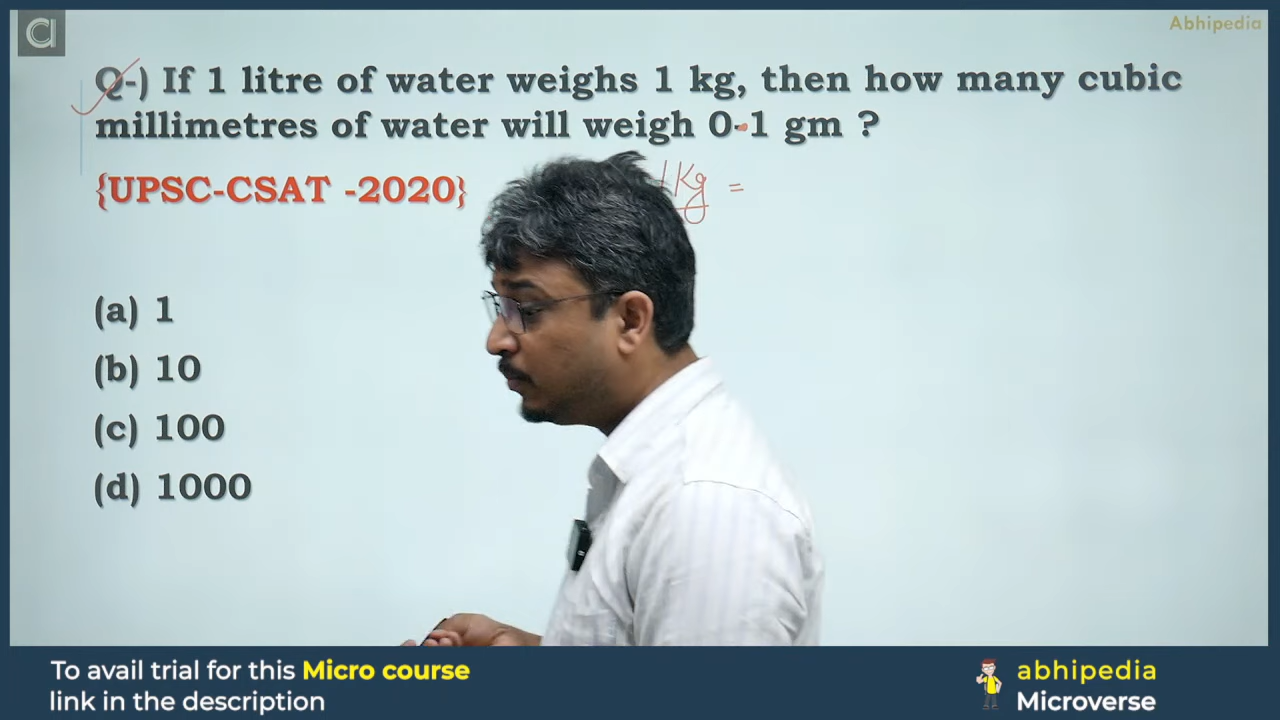 Abhipedia
Q-) If 1 litre of water weighs 1 kg, then how many cubic
millimetres of water will weigh 0.1 gm ?
{UPSC-CSAT -2020}
1Kg =
(a) 1
(b) 10
(c) 100
(d) 1000
To avail trial for this Micro course
link in the description
abhipedia
Microverse